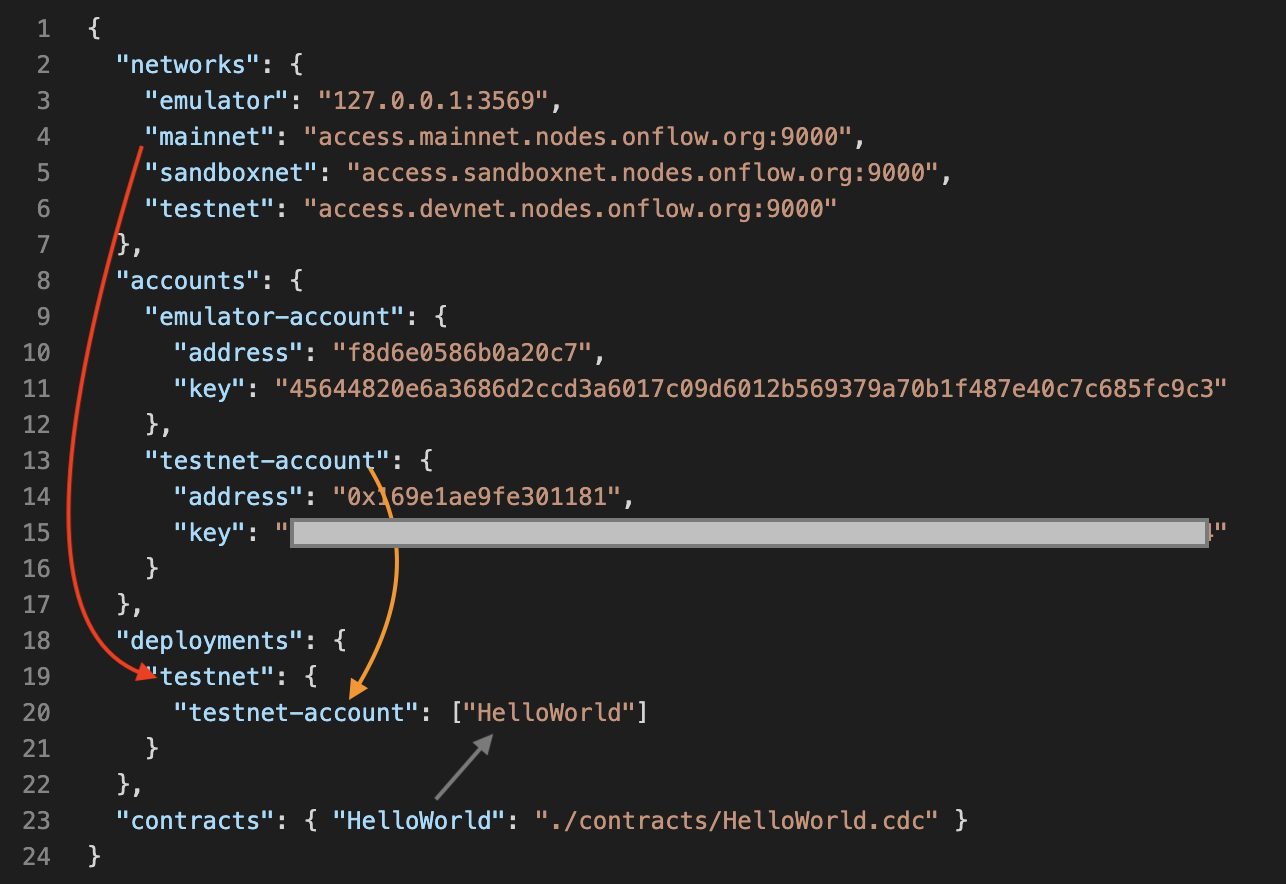 1 {
2 "networks": {
3 "emulator": "127.0.0.1:3569",
4 "mainnet": "access.mainnet.nodes.onflow.org:9000",
5 "sandboxnet": "access.sandboxnet.nodes.onflow.org:9000",
6 "testnet": "access.devnet.nodes.onflow.org:9000"
7 },
8 "accounts": {
9 "emulator-account": {
10 "address": "f8d6e0586b0a20c7",
11 "key": "45644820e6a3686d2ccd3a6017c09d6012b569379a70b1f487e40c7c685fc9c3"
12 },
13 "testnet-account": {
14 "address": "0x169e1ae9fe301181",
15 "key": " "
16 }
17 },
18 "deployments": {
19 "testnet": {
20 "testnet-account": ["HelloWorld"]
21 }
22 },
23 "contracts": { "HelloWorld": "./contracts/HelloWorld.cdc" }
24 }